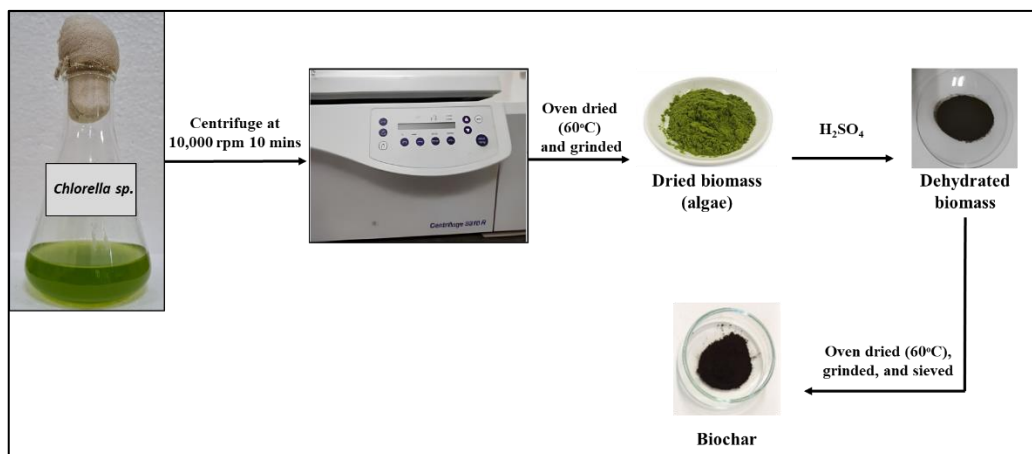 Chlorella sp.
Centrifuge at
10,000 rpm 10 mins
Centrifuge 5810 R
Oven dried
(60°C)
and grinded
Dried biomass
(algae)
H₂SO₄
Dehydrated
biomass
Oven dried (60°C),
grinded, and sieved
Biochar